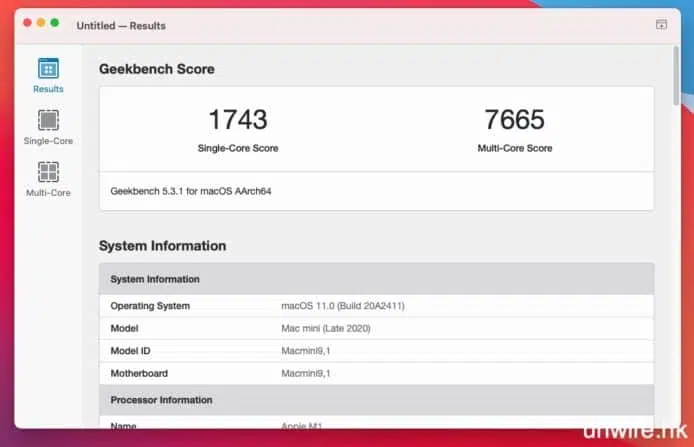 Untitled — Results
Results
Single-Core
Multi-Core
Geekbench Score
1743 7665
Single-Core Score Multi-Core Score
Geekbench 5.3.1 for macOS AArch64
System Information
System Information
Operating System macOS 11.0 (Build 20A2411)
Model Mac mini (Late 2020)
Model ID Macmini9,1
Motherboard Macmini9,1
Processor Information
Name Apple M1
unwire.hk